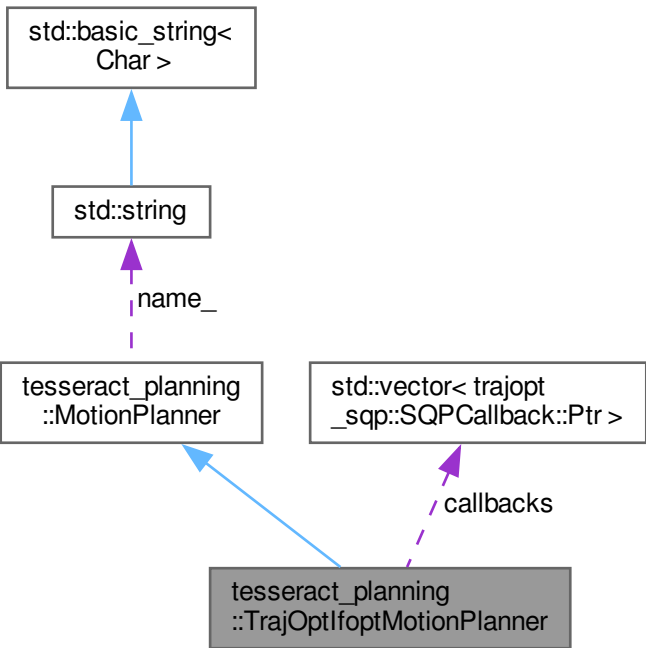 std::basic_string<
Char >
std::string
name_
tesseract_planning
::MotionPlanner
std::vector< trajopt
_sqp::SQPCallback::Ptr >
callbacks
tesseract_planning
::TrajOptIfoptMotionPlanner